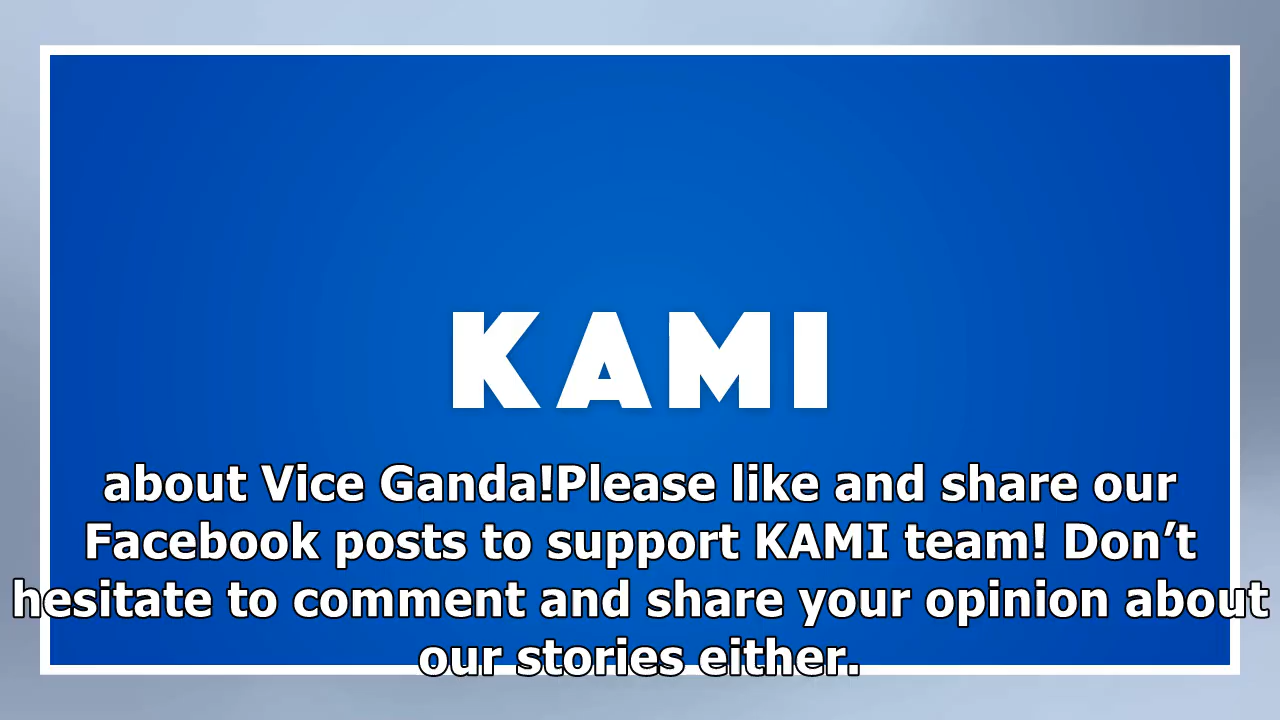 KAMI
about Vice Ganda!Please like and share our
Facebook posts to support KAMI team! Don’t
hesitate to comment and share your opinion about
our stories either.